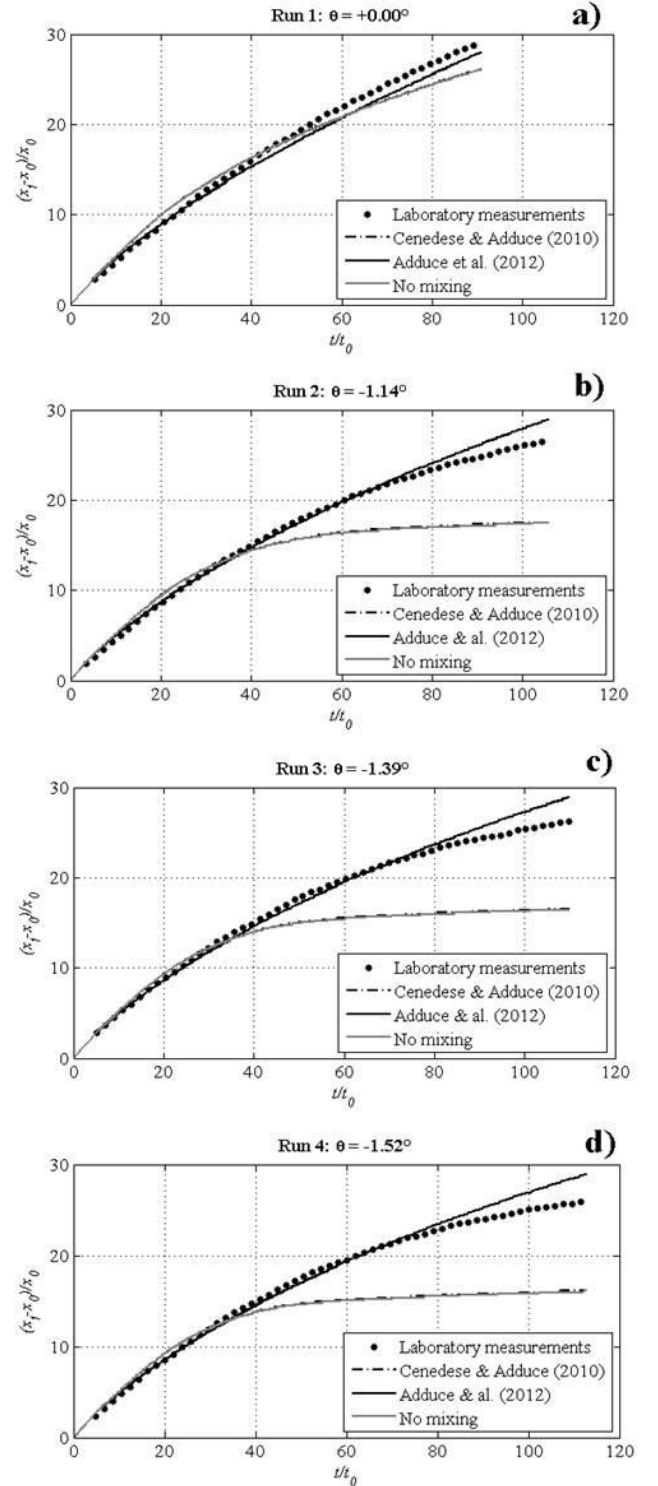 Run 1: θ = +0.00°
a)
30
20
10
0
(x_f-x_0)/x_0
Laboratory measurements
Cenedese & Adduce (2010)
Adduce et al. (2012)
No mixing
0 20 40 60 80 100 120
t/t_0
Run 2: θ = -1.14°
b)
30
20
10
0
(x_f-x_0)/x_0
Laboratory measurements
Cenedese & Adduce (2010)
Adduce & al. (2012)
No mixing
0 20 40 60 80 100 120
t/t_0
Run 3: θ = -1.39°
c)
30
20
10
0
(x_f-x_0)/x_0
Laboratory measurements
Cenedese & Adduce (2010)
Adduce & al. (2012)
No mixing
0 20 40 60 80 100 120
t/t_0
Run 4: θ = -1.52°
d)
30
20
10
0
(x_f-x_0)/x_0
Laboratory measurements
Cenedese & Adduce (2010)
Adduce & al. (2012)
No mixing
0 20 40 60 80 100 120
t/t_0